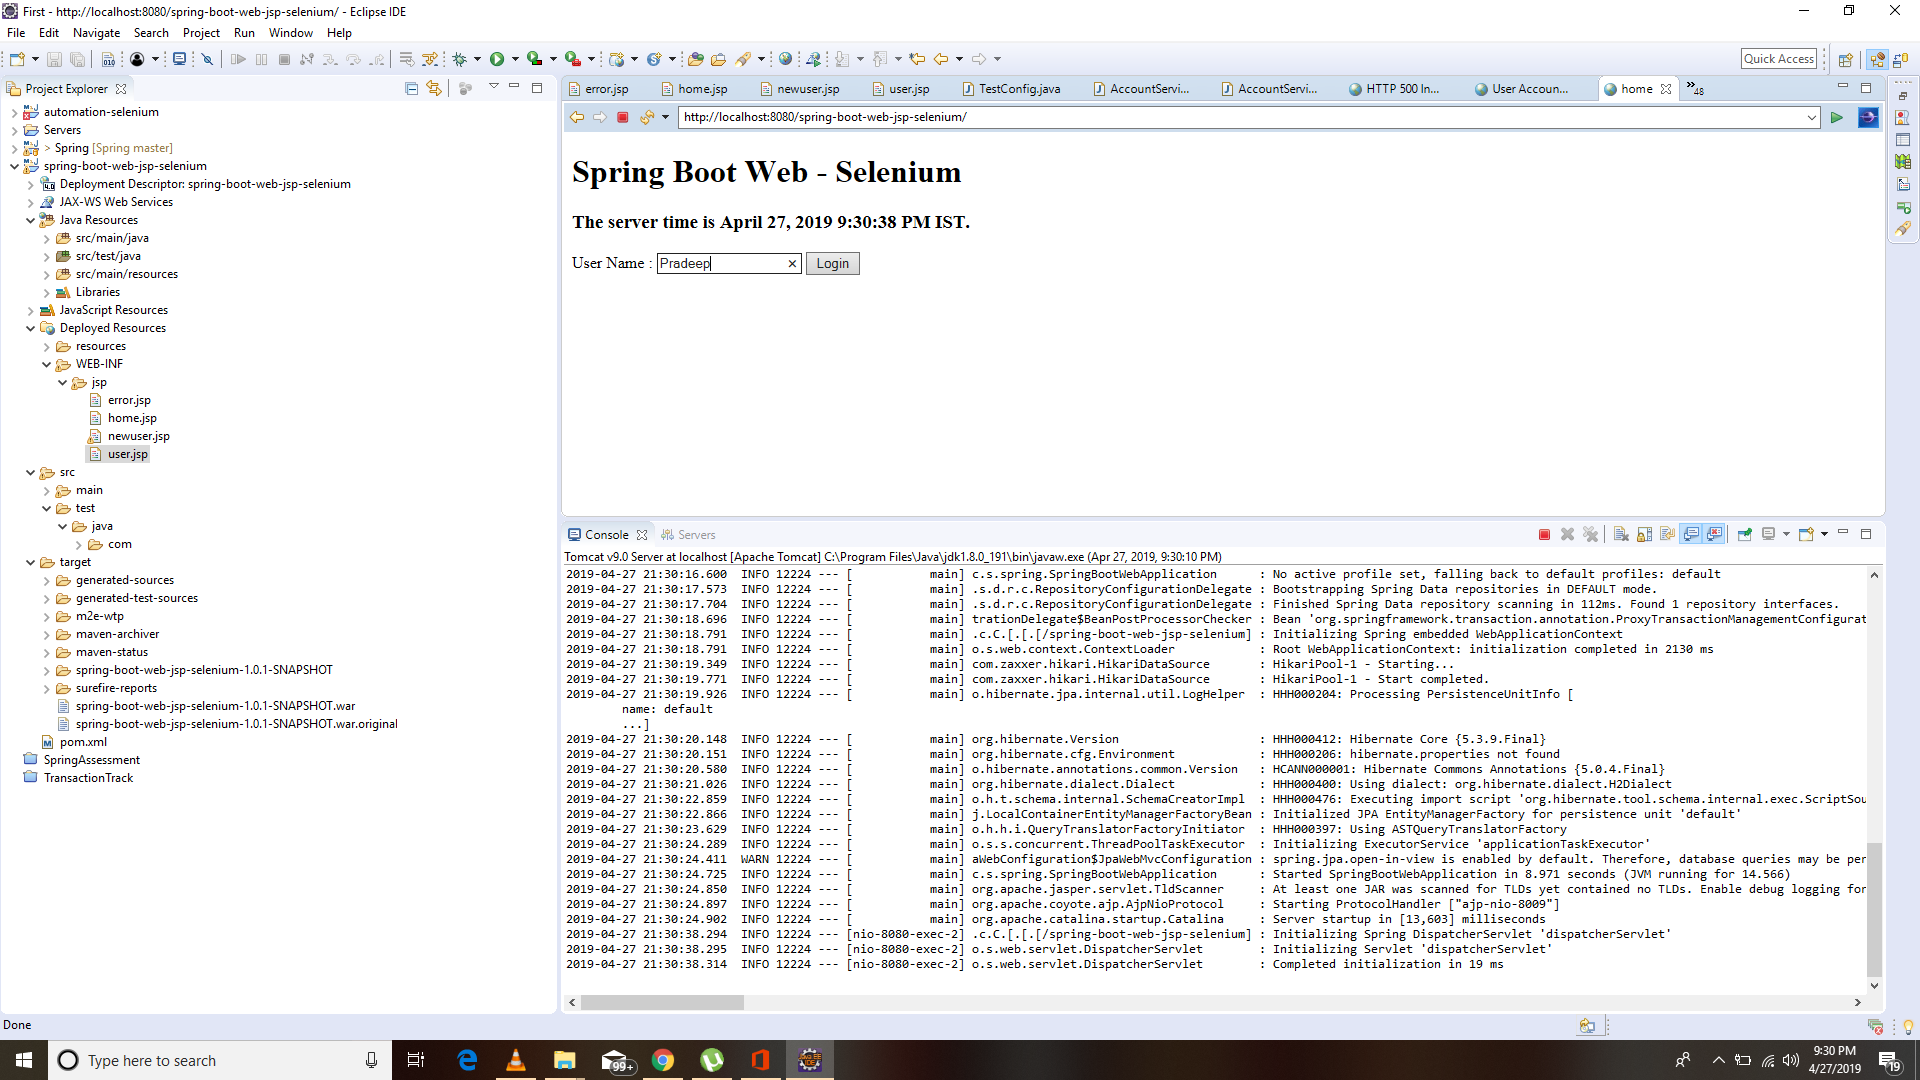 First - http://localhost:8080/spring-boot-web-jsp-selenium/ - Eclipse IDE
File Edit Navigate Search Project Run Window Help
Quick Access
Project Explorer
automation-selenium
Servers
> Spring [Spring master]
spring-boot-web-jsp-selenium
Deployment Descriptor: spring-boot-web-jsp-selenium
JAX-WS Web Services
Java Resources
src/main/java
src/test/java
src/main/resources
Libraries
JavaScript Resources
Deployed Resources
resources
WEB-INF
jsp
error.jsp
home.jsp
newuser.jsp
user.jsp
src
main
test
java
com
target
generated-sources
generated-test-sources
m2e-wtp
maven-archiver
maven-status
spring-boot-web-jsp-selenium-1.0.1-SNAPSHOT
surefire-reports
spring-boot-web-jsp-selenium-1.0.1-SNAPSHOT.war
spring-boot-web-jsp-selenium-1.0.1-SNAPSHOT.war.original
pom.xml
SpringAssessment
TransactionTrack
error.jsp home.jsp newuser.jsp user.jsp TestConfig.java AccountServi... AccountServi... HTTP 500 In... User Accoun... home »48
http://localhost:8080/spring-boot-web-jsp-selenium/
Spring Boot Web - Selenium
The server time is April 27, 2019 9:30:38 PM IST.
User Name : Pradeep Login
Console Servers
Tomcat v9.0 Server at localhost [Apache Tomcat] C:\Program Files\Java\jdk1.8.0_191\bin\javaw.exe (Apr 27, 2019, 9:30:10 PM)
2019-04-27 21:30:16.600 INFO 12224 --- [ main] c.s.spring.SpringBootWebApplication : No active profile set, falling back to default profiles: default
2019-04-27 21:30:17.573 INFO 12224 --- [ main] .s.d.r.c.RepositoryConfigurationDelegate : Bootstrapping Spring Data repositories in DEFAULT mode.
2019-04-27 21:30:17.704 INFO 12224 --- [ main] .s.d.r.c.RepositoryConfigurationDelegate : Finished Spring Data repository scanning in 112ms. Found 1 repository interfaces.
2019-04-27 21:30:18.696 INFO 12224 --- [ main] trationDelegate$BeanPostProcessorChecker : Bean 'org.springframework.transaction.annotation.ProxyTransactionManagementConfigurat
2019-04-27 21:30:18.791 INFO 12224 --- [ main] .c.C.[.[.[/spring-boot-web-jsp-selenium] : Initializing Spring embedded WebApplicationContext
2019-04-27 21:30:18.791 INFO 12224 --- [ main] o.s.web.context.ContextLoader : Root WebApplicationContext: initialization completed in 2130 ms
2019-04-27 21:30:19.349 INFO 12224 --- [ main] com.zaxxer.hikari.HikariDataSource : HikariPool-1 - Starting...
2019-04-27 21:30:19.771 INFO 12224 --- [ main] com.zaxxer.hikari.HikariDataSource : HikariPool-1 - Start completed.
2019-04-27 21:30:19.926 INFO 12224 --- [ main] o.hibernate.jpa.internal.util.LogHelper : HHH000204: Processing PersistenceUnitInfo [
name: default
...]
2019-04-27 21:30:20.148 INFO 12224 --- [ main] org.hibernate.Version : HHH000412: Hibernate Core {5.3.9.Final}
2019-04-27 21:30:20.151 INFO 12224 --- [ main] org.hibernate.cfg.Environment : HHH000206: hibernate.properties not found
2019-04-27 21:30:20.580 INFO 12224 --- [ main] o.hibernate.annotations.common.Version : HCANN000001: Hibernate Commons Annotations {5.0.4.Final}
2019-04-27 21:30:21.026 INFO 12224 --- [ main] org.hibernate.dialect.Dialect : HHH000400: Using dialect: org.hibernate.dialect.H2Dialect
2019-04-27 21:30:22.859 INFO 12224 --- [ main] o.h.t.schema.internal.SchemaCreatorImpl : HHH000476: Executing import script 'org.hibernate.tool.schema.internal.exec.ScriptSou
2019-04-27 21:30:22.866 INFO 12224 --- [ main] j.LocalContainerEntityManagerFactoryBean : Initialized JPA EntityManagerFactory for persistence unit 'default'
2019-04-27 21:30:23.629 INFO 12224 --- [ main] o.h.h.i.QueryTranslatorFactoryInitiator : HHH000397: Using ASTQueryTranslatorFactory
2019-04-27 21:30:24.289 INFO 12224 --- [ main] o.s.s.concurrent.ThreadPoolTaskExecutor : Initializing ExecutorService 'applicationTaskExecutor'
2019-04-27 21:30:24.411 WARN 12224 --- [ main] aWebConfiguration$JpaWebMvcConfiguration : spring.jpa.open-in-view is enabled by default. Therefore, database queries may be per
2019-04-27 21:30:24.725 INFO 12224 --- [ main] c.s.spring.SpringBootWebApplication : Started SpringBootWebApplication in 8.971 seconds (JVM running for 14.566)
2019-04-27 21:30:24.850 INFO 12224 --- [ main] org.apache.jasper.servlet.TldScanner : At least one JAR was scanned for TLDs yet contained no TLDs. Enable debug logging for
2019-04-27 21:30:24.897 INFO 12224 --- [ main] org.apache.coyote.ajp.AjpNioProtocol : Starting ProtocolHandler ["ajp-nio-8009"]
2019-04-27 21:30:24.902 INFO 12224 --- [ main] org.apache.catalina.startup.Catalina : Server startup in [13,603] milliseconds
2019-04-27 21:30:38.294 INFO 12224 --- [nio-8080-exec-2] .c.C.[.[.[/spring-boot-web-jsp-selenium] : Initializing Spring DispatcherServlet 'dispatcherServlet'
2019-04-27 21:30:38.295 INFO 12224 --- [nio-8080-exec-2] o.s.web.servlet.DispatcherServlet : Initializing Servlet 'dispatcherServlet'
2019-04-27 21:30:38.314 INFO 12224 --- [nio-8080-exec-2] o.s.web.servlet.DispatcherServlet : Completed initialization in 19 ms
Done
Type here to search
99+
9:30 PM
4/27/2019
19